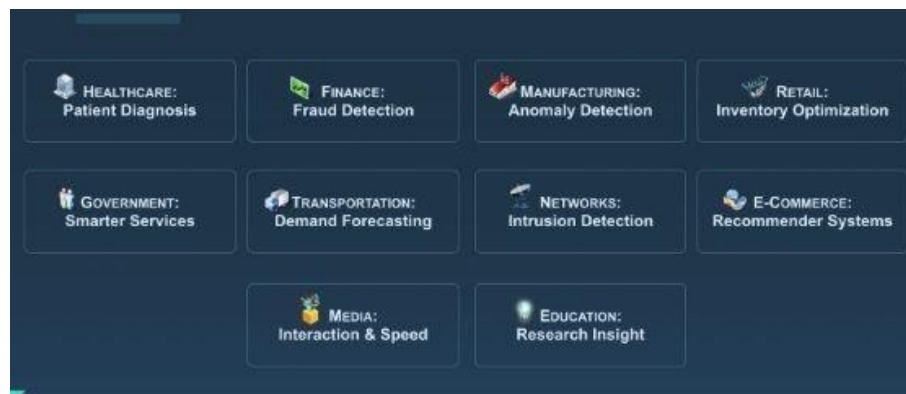 HEALTHCARE:
Patient Diagnosis
FINANCE:
Fraud Detection
MANUFACTURING:
Anomaly Detection
RETAIL:
Inventory Optimization
GOVERNMENT:
Smarter Services
TRANSPORTATION:
Demand Forecasting
NETWORKS:
Intrusion Detection
E-COMMERCE:
Recommender Systems
MEDIA:
Interaction & Speed
EDUCATION:
Research Insight